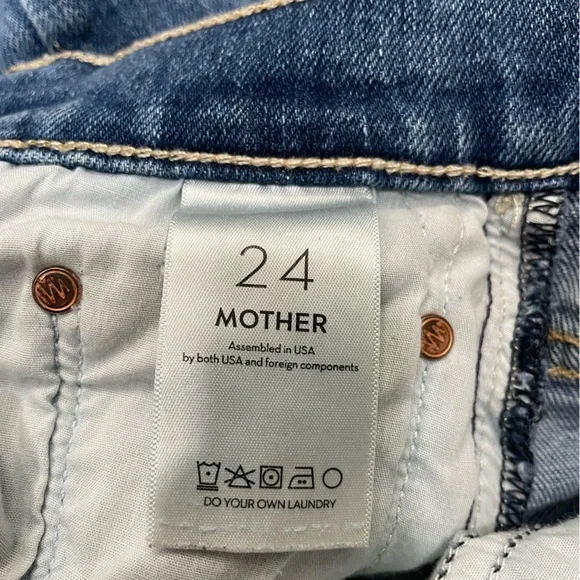 24
MOTHER
Assembled in USA
by both USA and foreign components
DO YOUR OWN LAUNDRY